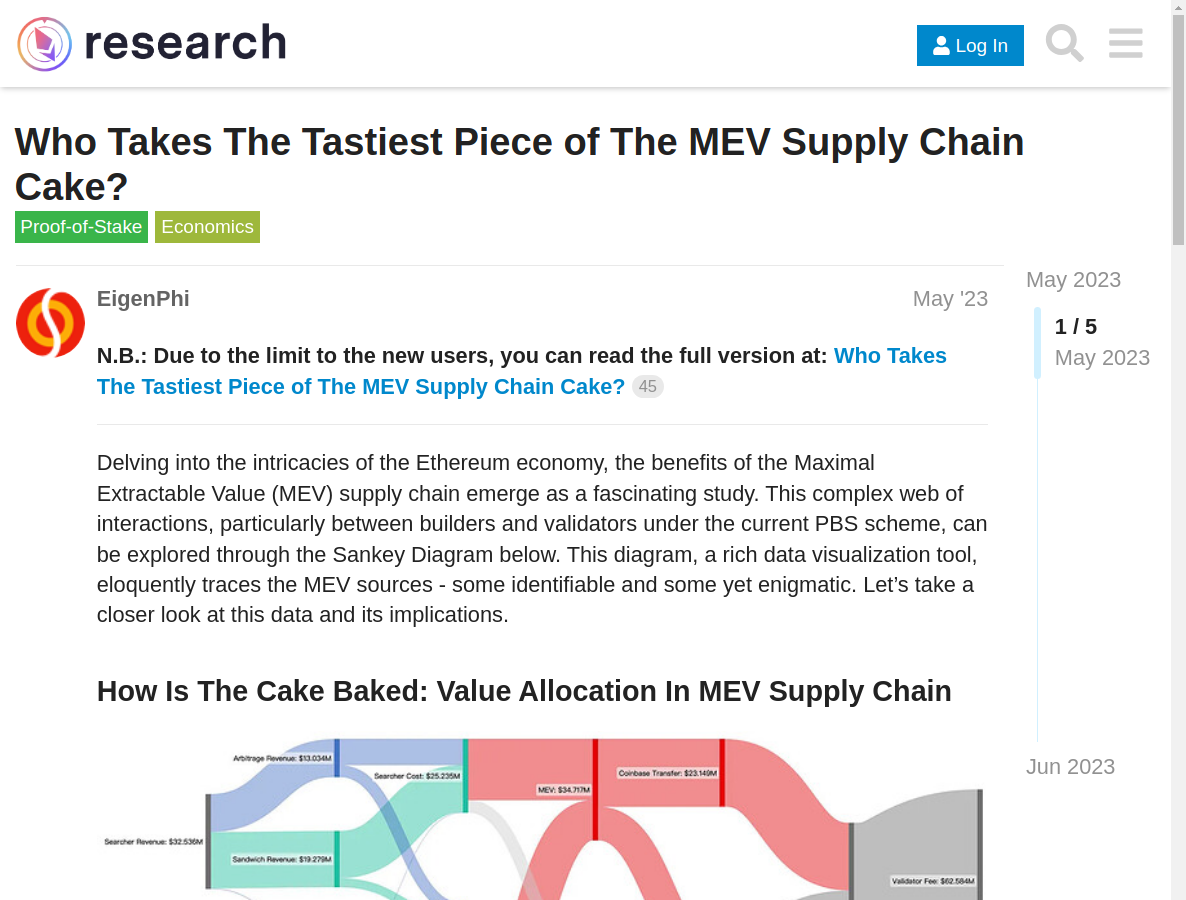 research
Log In
Who Takes The Tastiest Piece of The MEV Supply Chain
Cake?
Proof-of-Stake Economics
May 2023
EigenPhi May '23
1 / 5
May 2023
N.B.: Due to the limit to the new users, you can read the full version at: Who Takes
The Tastiest Piece of The MEV Supply Chain Cake? 45
Delving into the intricacies of the Ethereum economy, the benefits of the Maximal
Extractable Value (MEV) supply chain emerge as a fascinating study. This complex web of
interactions, particularly between builders and validators under the current PBS scheme, can
be explored through the Sankey Diagram below. This diagram, a rich data visualization tool,
eloquently traces the MEV sources - some identifiable and some yet enigmatic. Let’s take a
closer look at this data and its implications.
How Is The Cake Baked: Value Allocation In MEV Supply Chain
Arbitrage Revenue: $13.034M
Jun 2023
Searcher Cost: $25.235M
Coinbase Transfer: $23.149M
MEV: $34.717M
Searcher Revenue: $32.536M
Sandwich Revenue: $19.279M
Validator Fee: $62.584M